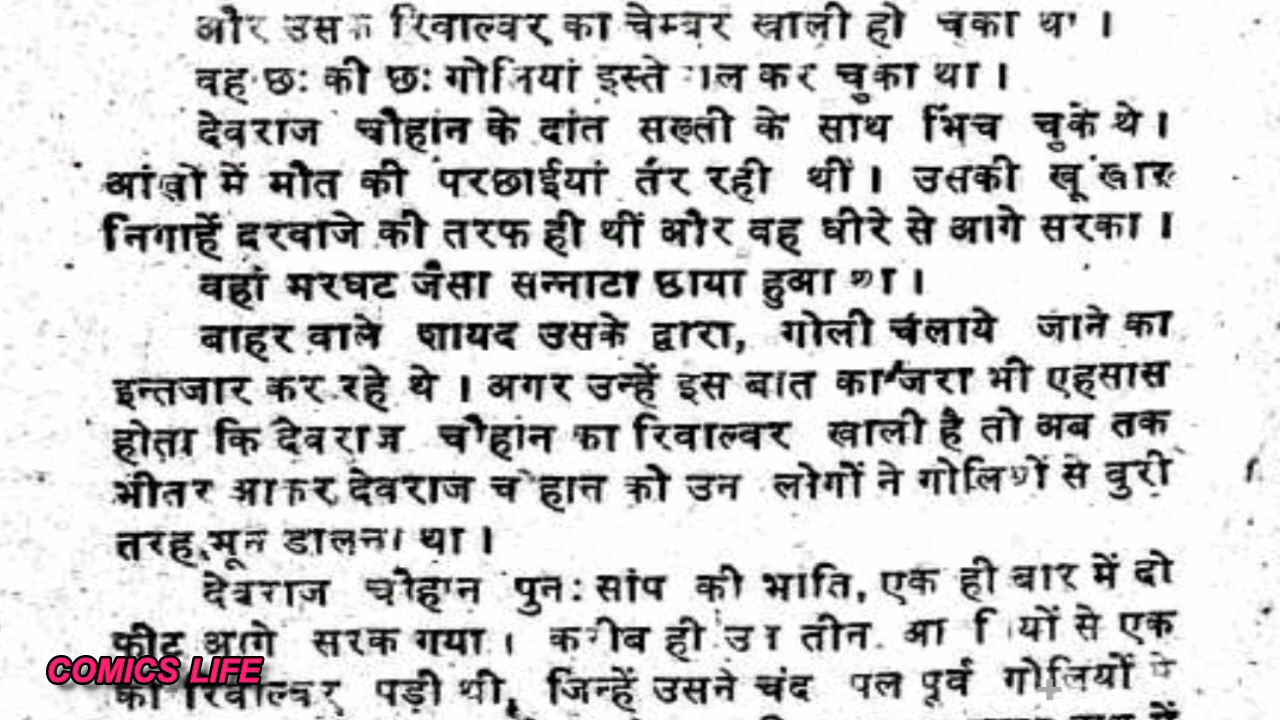 और उसका रिवाल्वर का चेम्बर खाली हो चुका था ।
वह छः की छः गोलियां इस्तेमाल कर चुका था ।
देवराज चौहान के दांत सख्ती के साथ भिंच चुके थे ।
आंखों में मौत की परछाईयां तैर रही थीं । उसकी खूंखार
निगाहें दरवाजे की तरफ ही थीं और वह धीरे से आगे सरका ।
वहां मरघट जैसा सन्नाटा छाया हुआ था ।
बाहर वाले शायद उसके द्वारा, गोली चलाये जाने का
इन्तजार कर रहे थे । अगर उन्हें इस बात का जरा भी एहसास
होता कि देवराज चौहान का रिवाल्वर खाली है तो अब तक
भीतर आकर देवराज चौहान को उन लोगों ने गोलियों से बुरी
तरह भून डालना था ।
देवराज चौहान पुनः सांप की भांति, एक ही बार में दो
फीट आगे सरक गया । करीब ही उन तीन आदमियों से एक
की रिवाल्वर पड़ी थी, जिन्हें उसने चंद पल पूर्व गोलियों से
COMICS LIFE